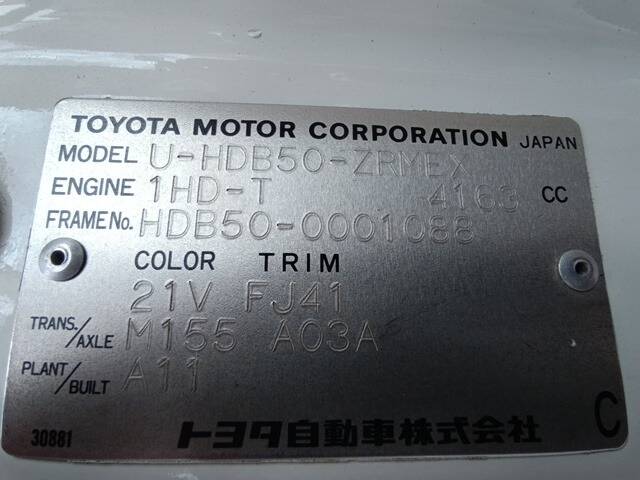 TOYOTA MOTOR CORPORATION JAPAN
MODEL U-HDB50-ZRMEX
ENGINE 1HD-T 4163 CC
FRAME No. HDB50-0001088
COLOR TRIM
21V FJ41
TRANS./AXLE M155 A03A
PLANT/BUILT A11
30881 トヨタ自動車株式会社 C